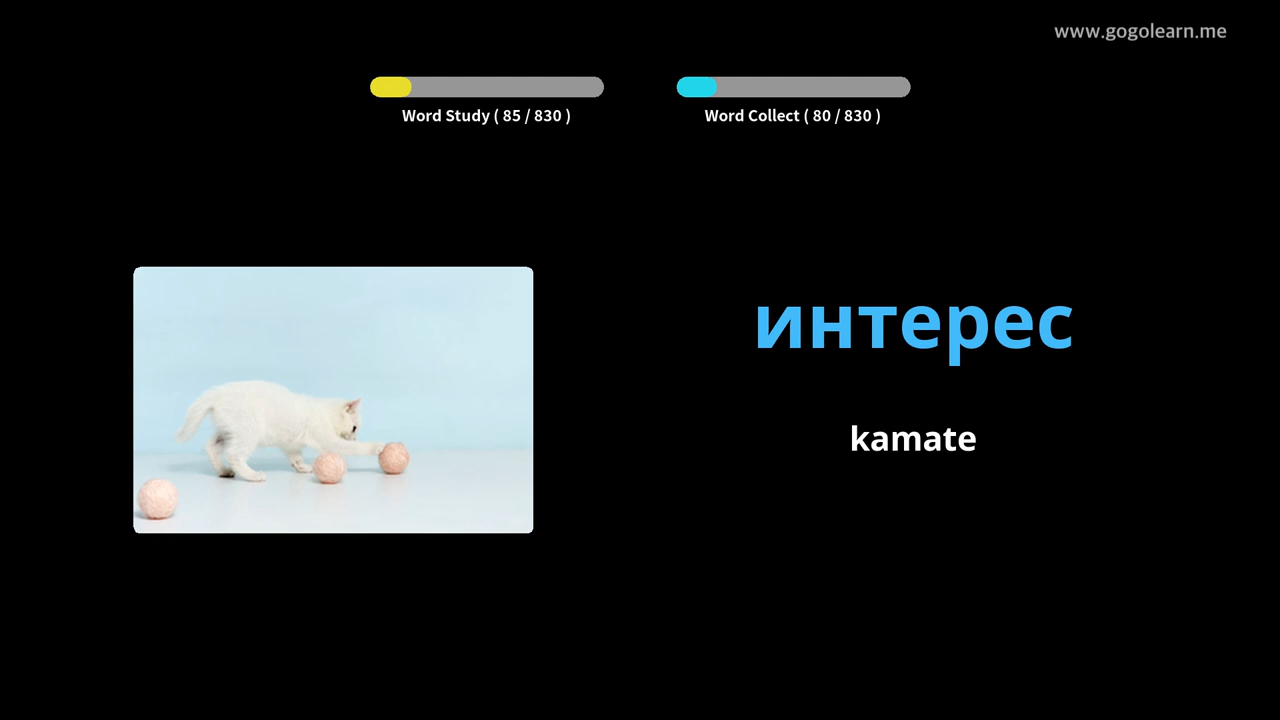 www.gogolearn.me
Word Study ( 85 / 830 )
Word Collect ( 80 / 830 )
интерес
kamate